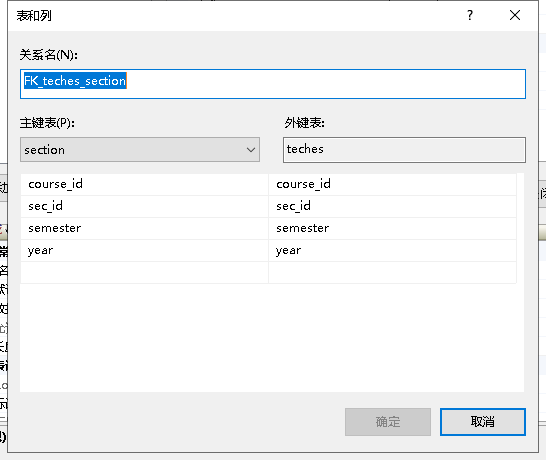 表和列
关系名(N):
FK_teches_section
主键表(P):
外键表:
section
teches
course_id
course_id
sec_id
sec_id
semester
semester
year
year
确定
取消